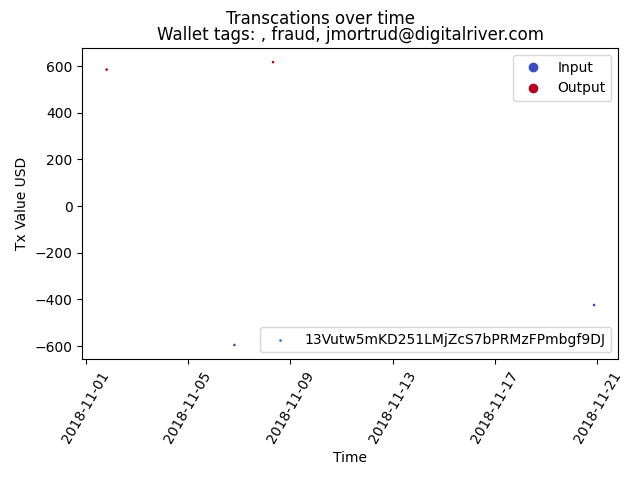 Transcations over time
Wallet tags: , fraud, jmortrud@digitalriver.com
Input
Output
13Vutw5mKD251LMjZcS7bPRMzFPmbgf9DJ
Tx Value USD
600
400
200
0
−200
−400
−600
2018-11-01
2018-11-05
2018-11-09
2018-11-13
2018-11-17
2018-11-21
Time